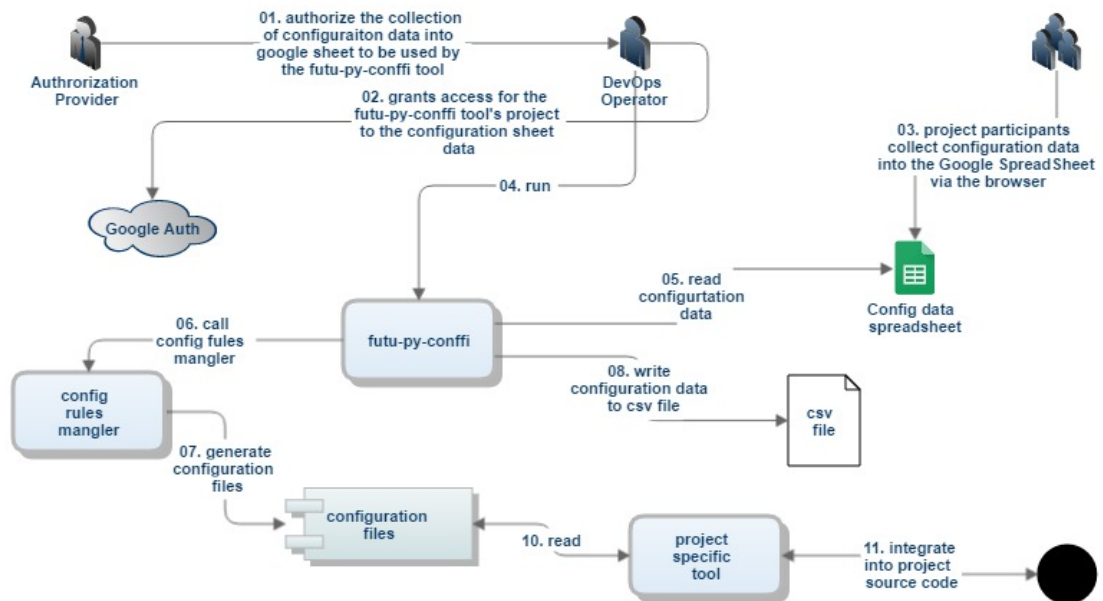 01. authorize the collection
of configuraiton data into
google sheet to be used by
the futu-py-conffi tool
Authrorization
Provider
DevOps
Operator
02. grants access for the
futu-py-conffi tool's project
to the configuration sheet
data
03. project participants
collect configuration data
into the Google SpreadSheet
via the browser
04. run
Google Auth
05. read
configurtation
data
Config data
spreadsheet
06. call
config fules
mangler
futu-py-conffi
08. write
configuration data
to csv file
csv
file
config
rules
mangler
07. generate
configuration
files
configuration
files
10. read
project
specific
tool
11. integrate
into project
source code